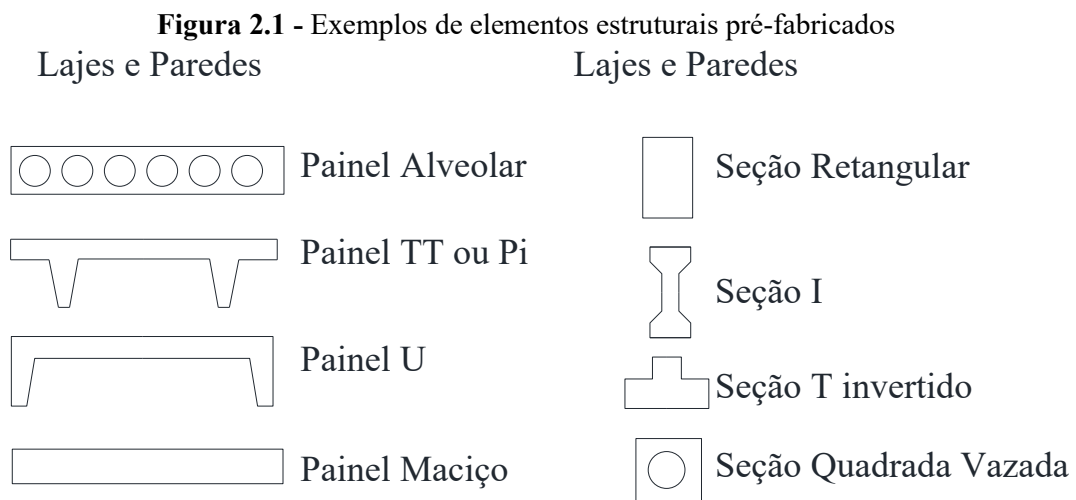 Figura 2.1 - Exemplos de elementos estruturais pré-fabricados
Lajes e Paredes
Painel Alveolar
Painel TT ou Pi
Painel U
Painel Maciço
Lajes e Paredes
Seção Retangular
Seção I
Seção T invertido
Seção Quadrada Vazada